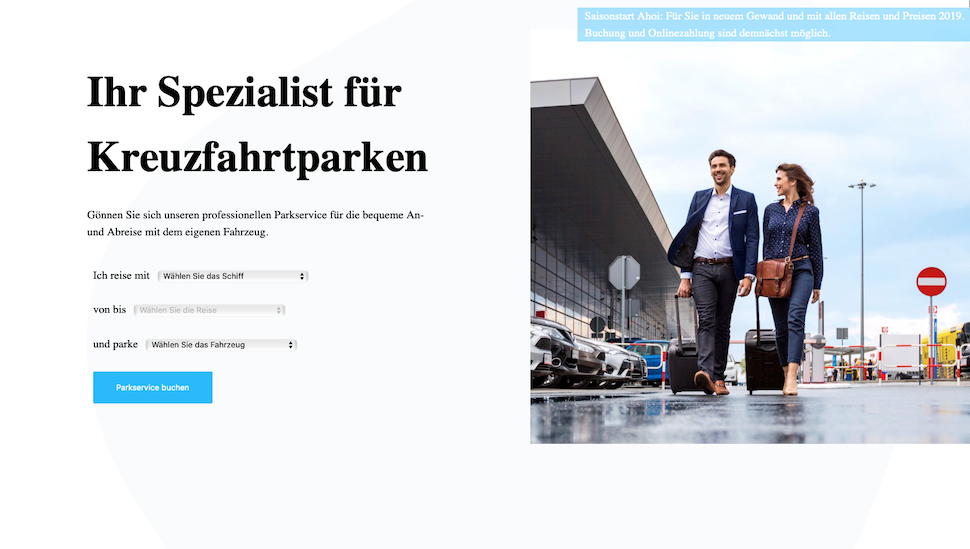 Saisonstart Ahoi: Für Sie in neuem Gewand und mit allen Reisen und Preisen 2019.
Buchung und Onlinezahlung sind demnächst möglich.
Ihr Spezialist für
Kreuzfahrtparken
Gönnen Sie sich unseren professionellen Parkservice für die bequeme An-
und Abreise mit dem eigenen Fahrzeug.
Ich reise mit Wählen Sie das Schiff
von bis Wählen Sie die Reise
und parke Wählen Sie das Fahrzeug
Parkservice buchen